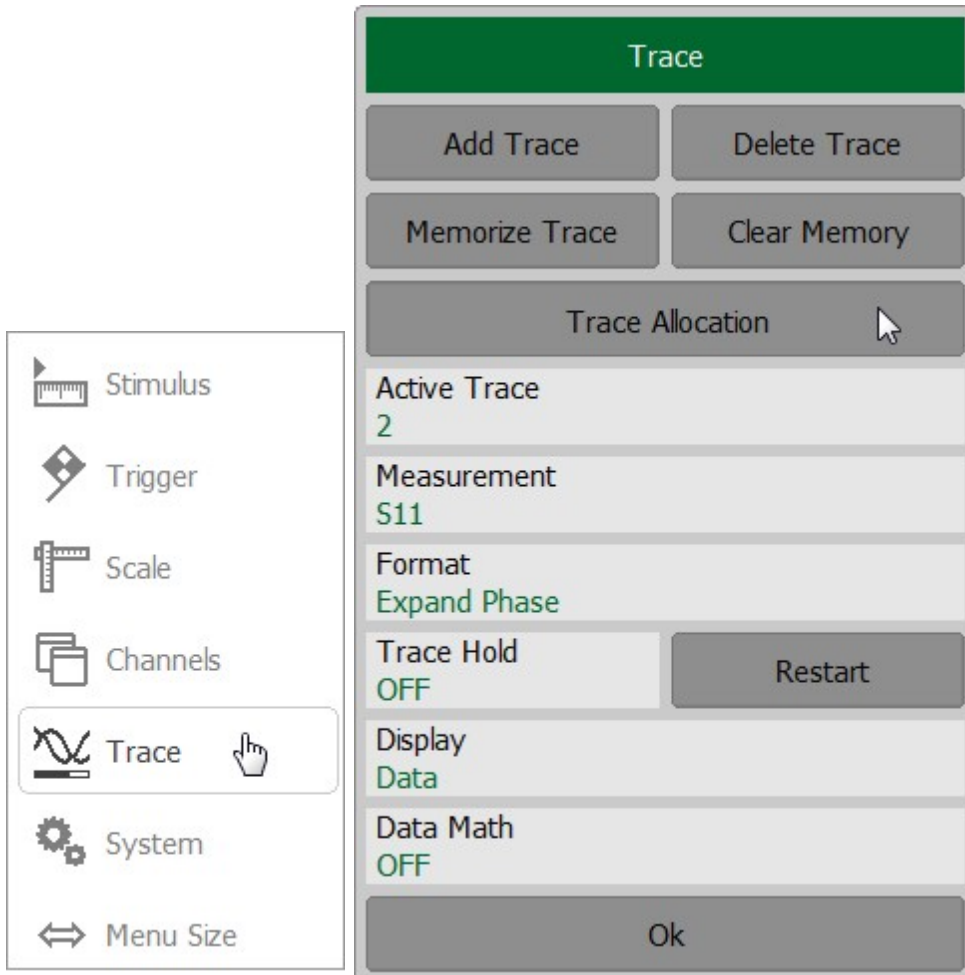 Stimulus
Trigger
Scale
Channels
Trace
System
Menu Size
Trace
Add Trace
Delete Trace
Memorize Trace
Clear Memory
Trace Allocation
Active Trace
2
Measurement
S11
Format
Expand Phase
Trace Hold
OFF
Restart
Display
Data
Data Math
OFF
Ok